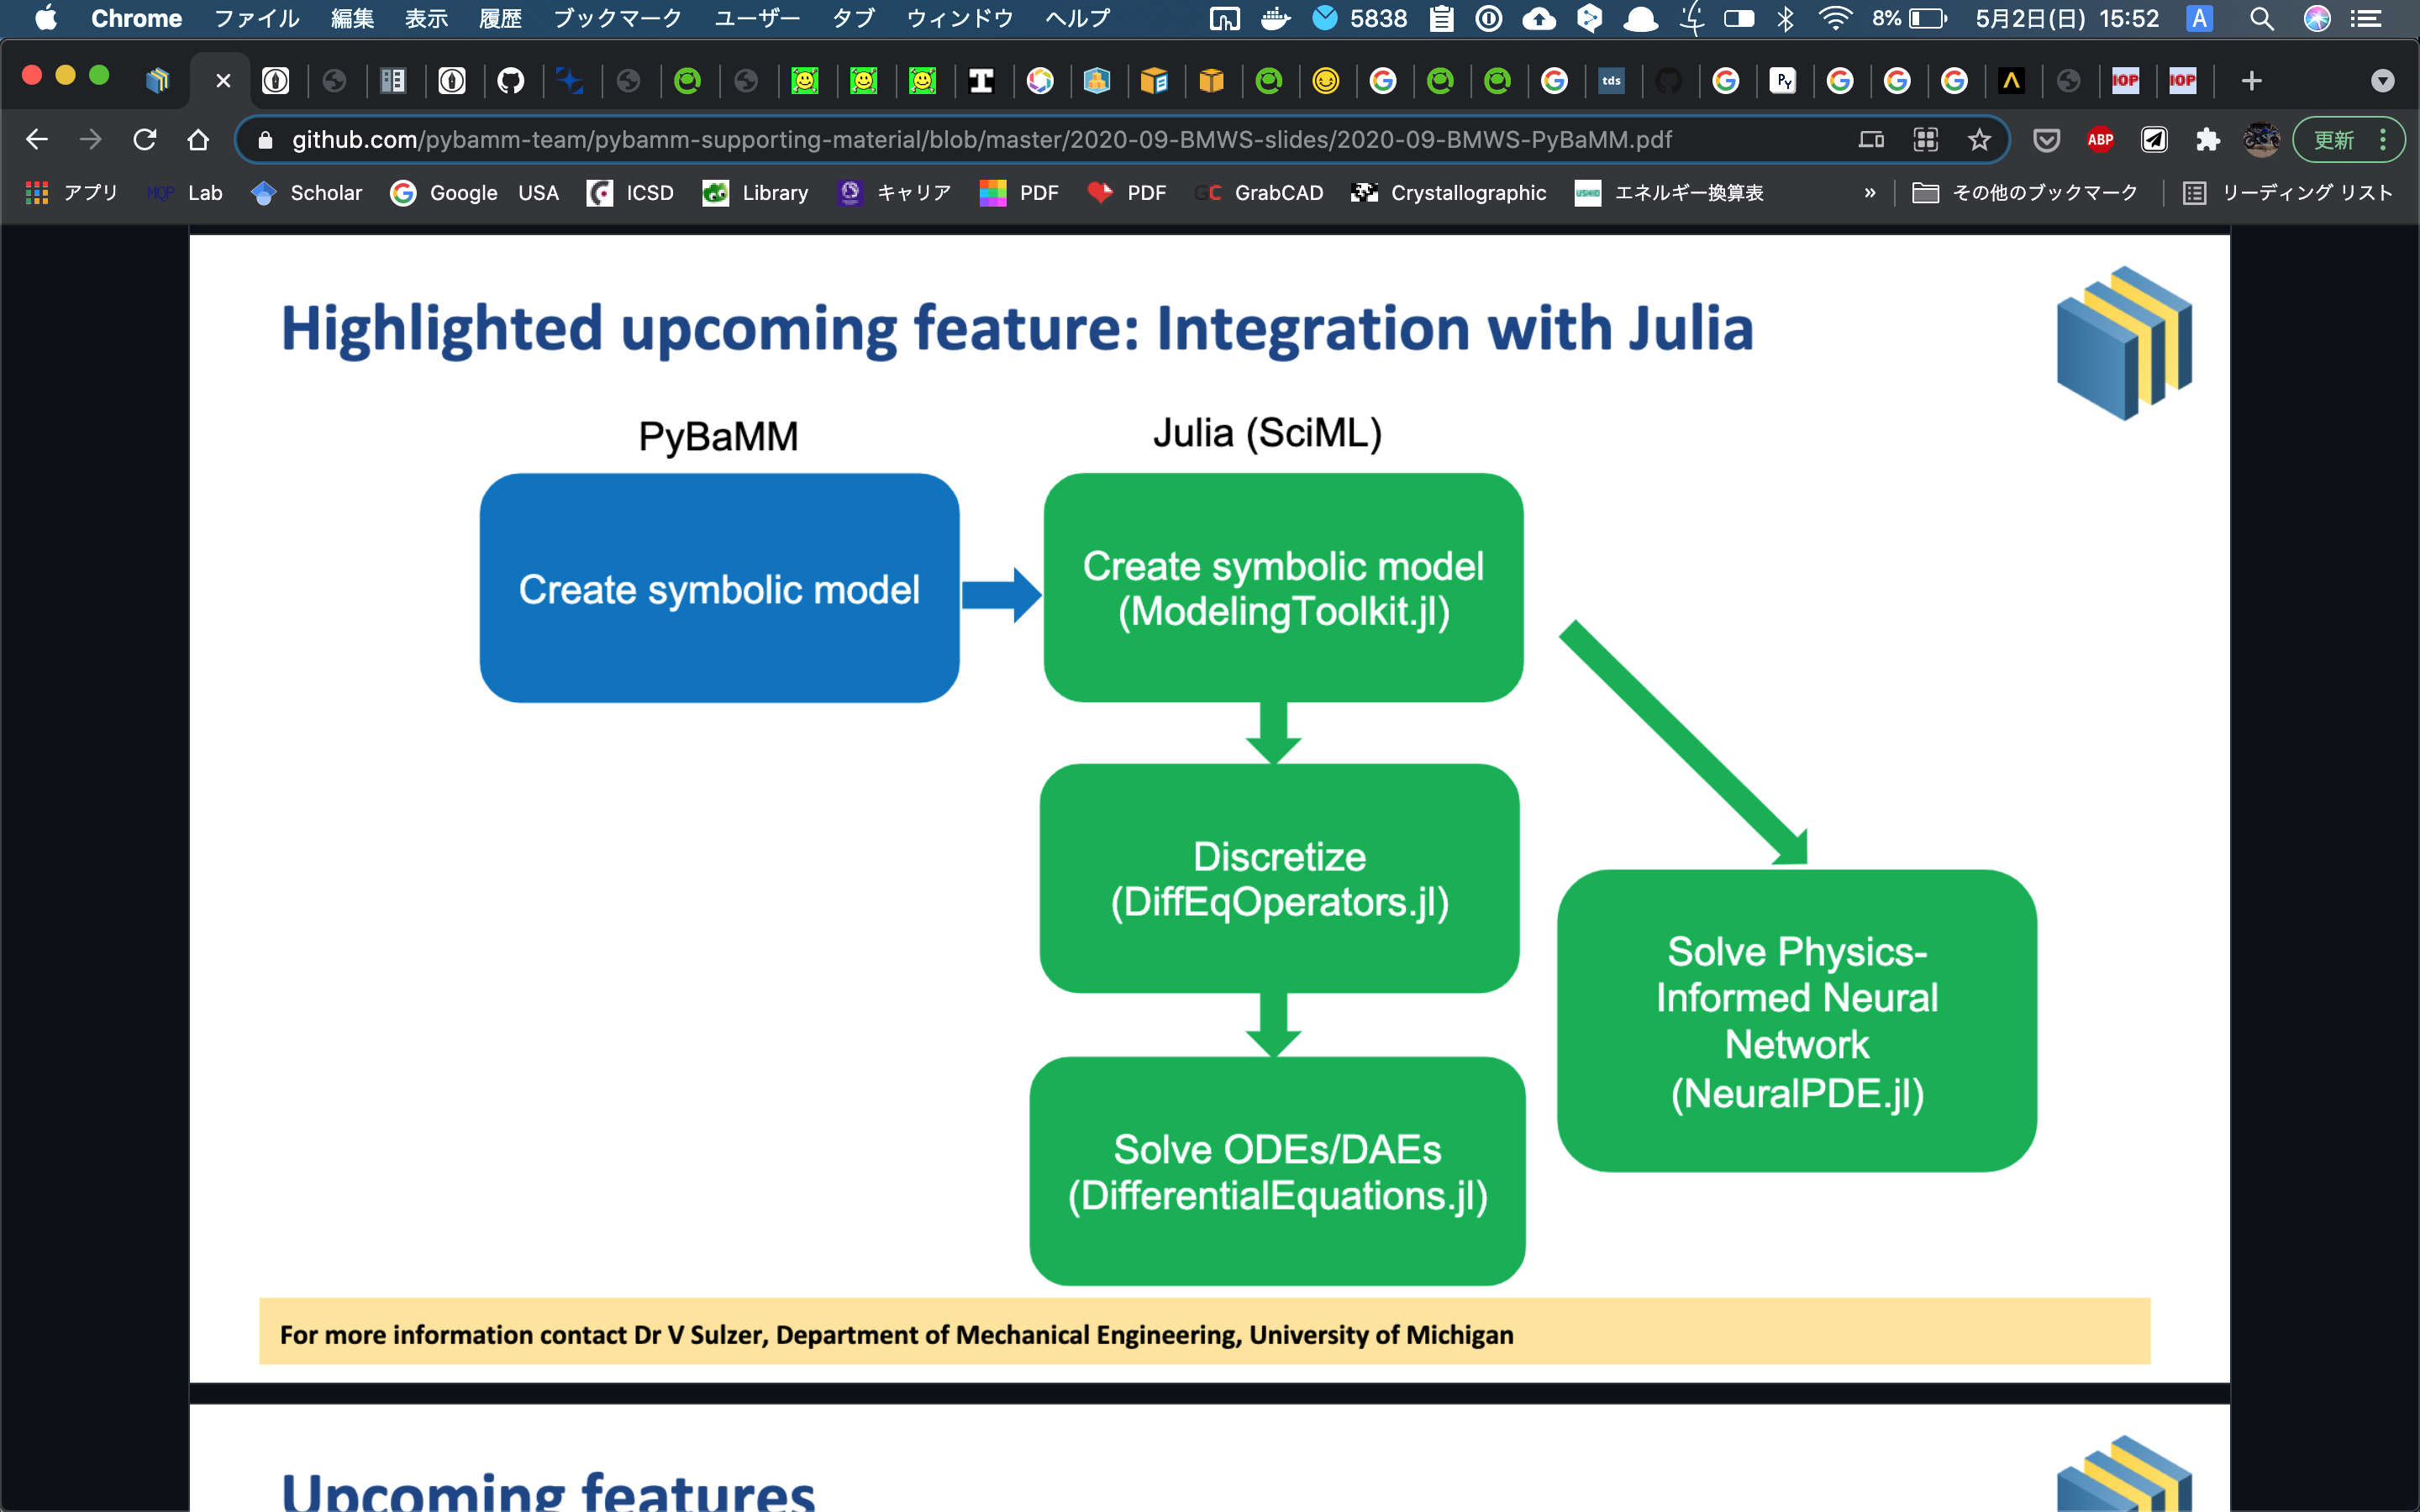 Chrome ファイル 編集 表示 履歴 ブックマーク ユーザー タブ ウィンドウ ヘルプ 5838 8% 5月2日(日) 15:52 A
tds Py IOP IOP
github.com/pybamm-team/pybamm-supporting-material/blob/master/2020-09-BMWS-slides/2020-09-BMWS-PyBaMM.pdf ABP 更新
アプリ MQP Lab Scholar Google USA ICSD Library キャリア PDF PDF GC GrabCAD Crystallographic USHIO エネルギー換算表 » その他のブックマーク リーディング リスト
Highlighted upcoming feature: Integration with Julia
PyBaMM
Julia (SciML)
Create symbolic model
Create symbolic model
(ModelingToolkit.jl)
Discretize
(DiffEqOperators.jl)
Solve Physics-
Informed Neural
Network
(NeuralPDE.jl)
Solve ODEs/DAEs
(DifferentialEquations.jl)
For more information contact Dr V Sulzer, Department of Mechanical Engineering, University of Michigan
Upcoming features